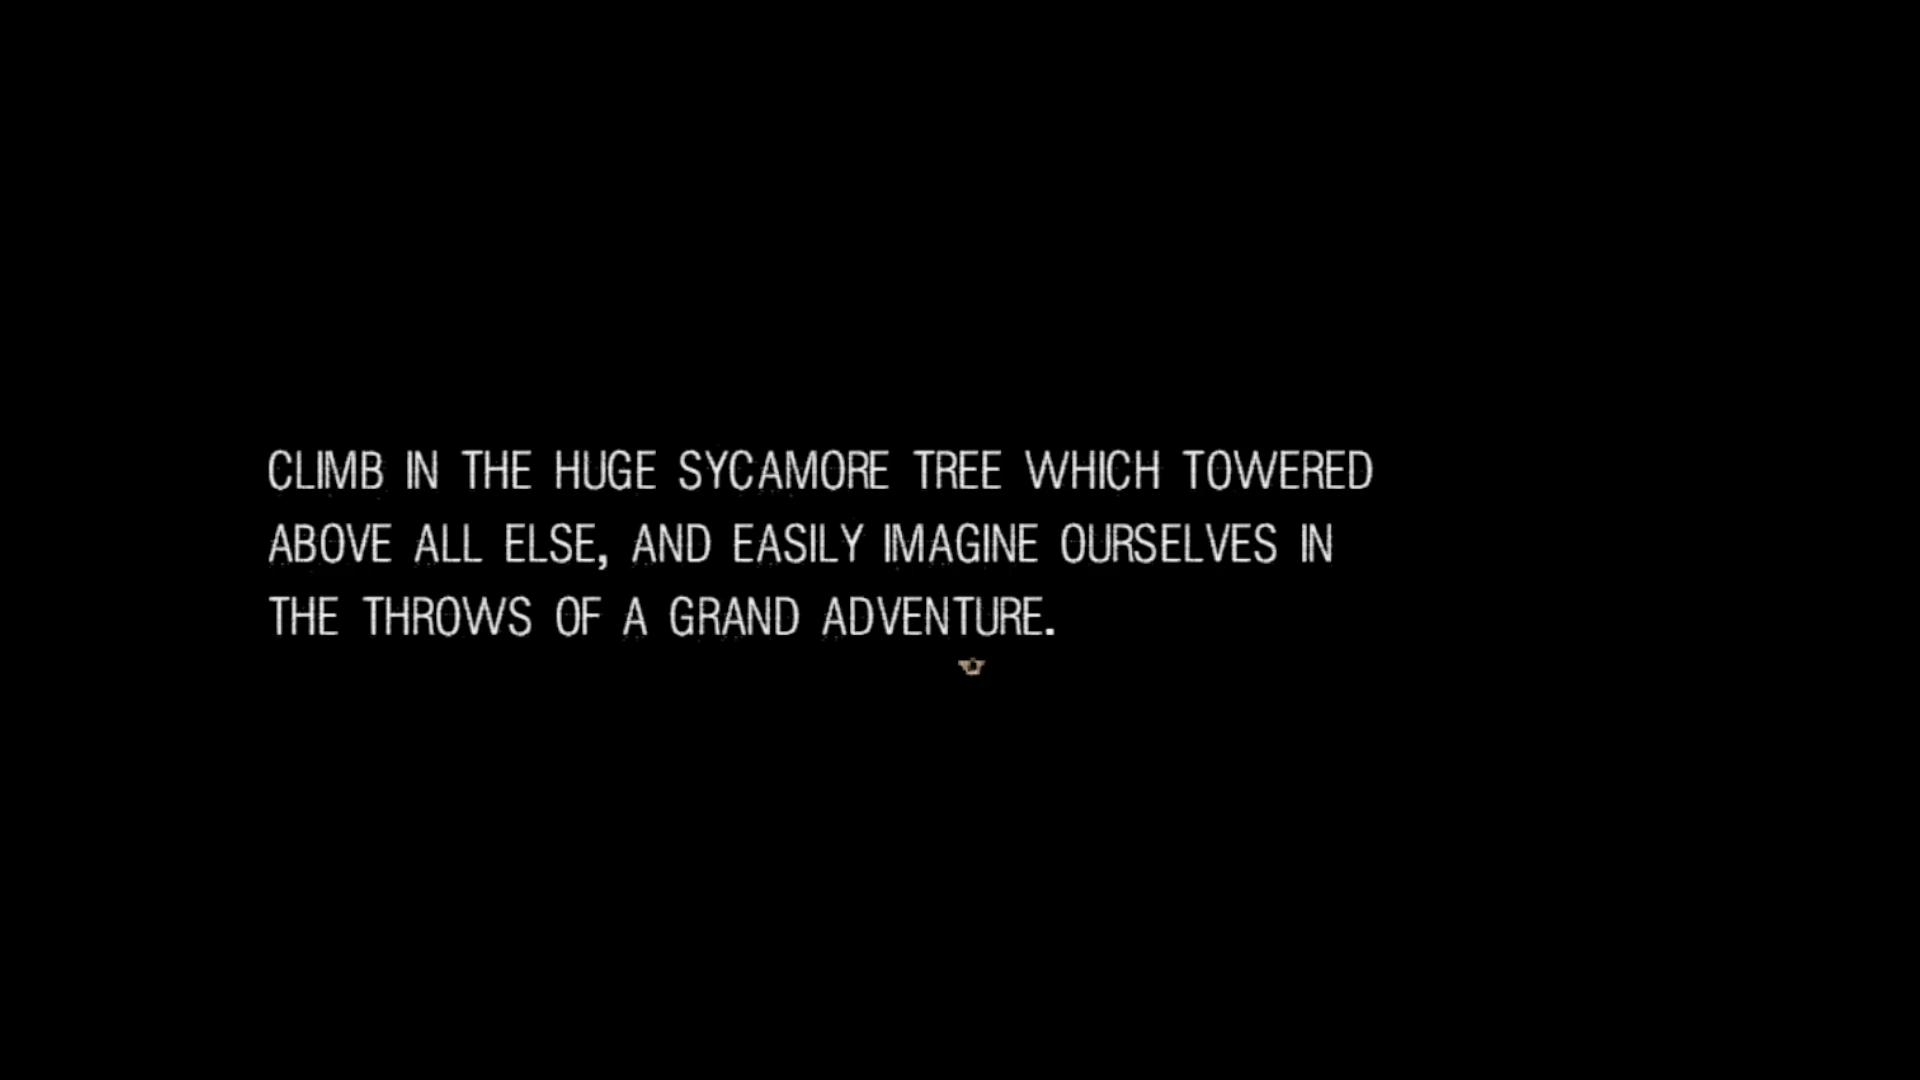 CLIMB IN THE HUGE SYCAMORE TREE WHICH TOWERED
ABOVE ALL ELSE, AND EASILY IMAGINE OURSELVES IN
THE THROWS OF A GRAND ADVENTURE.